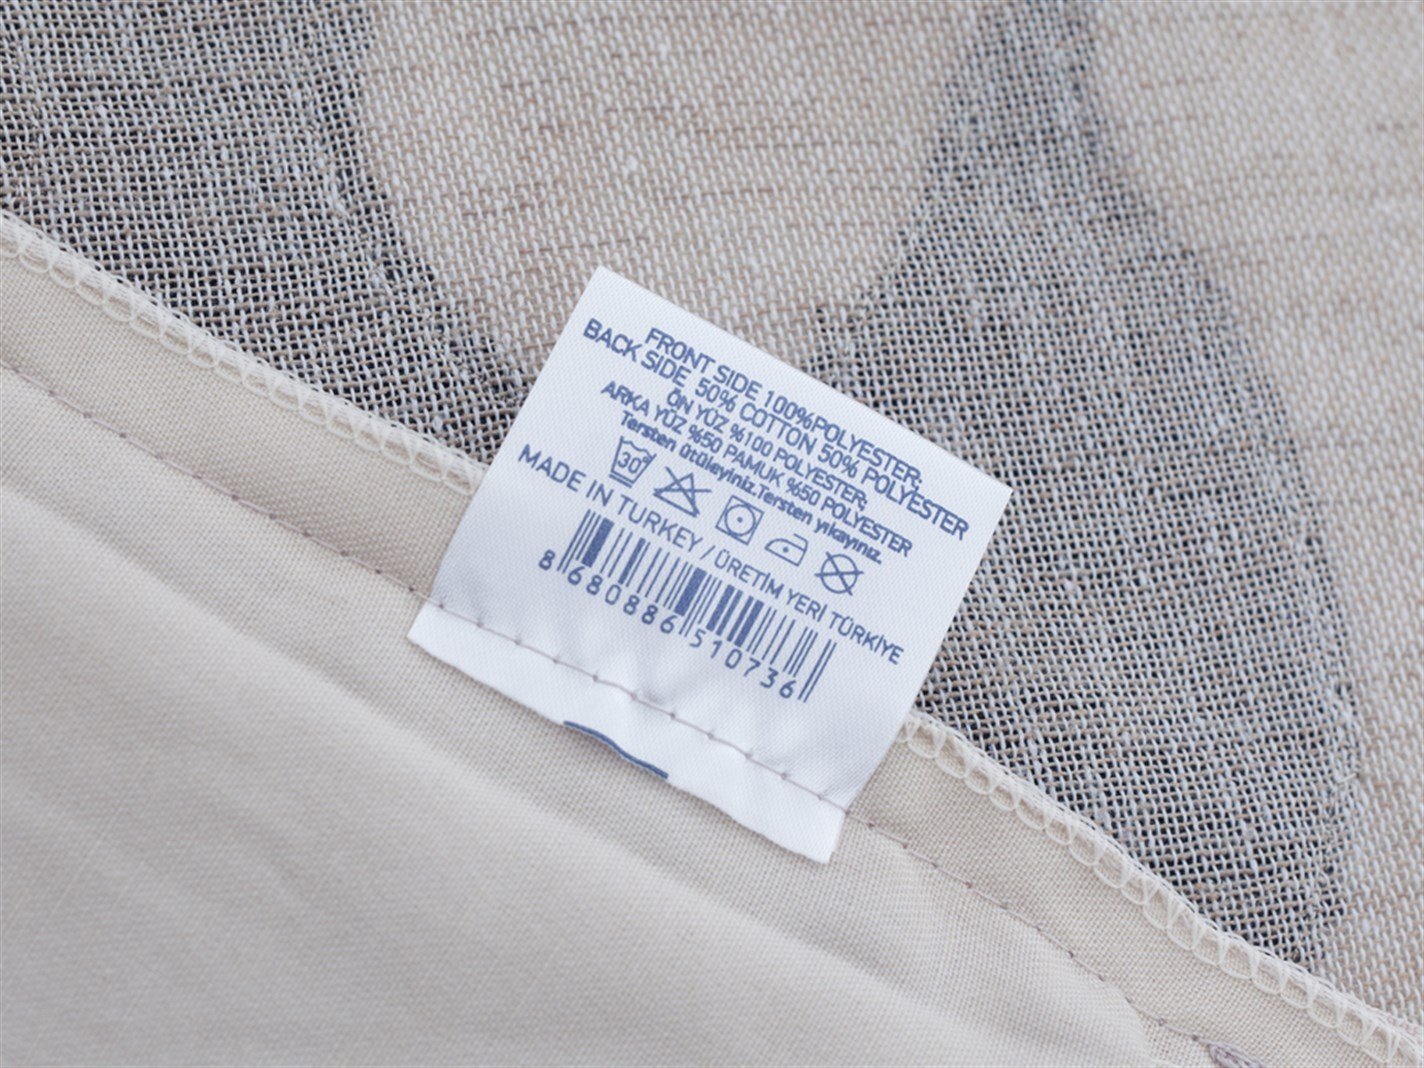 FRONT SIDE 100%POLYESTER;
BACK SIDE 50% COTTON 50% POLYESTER
ÖN YÜZ %100 POLYESTER;
ARKA YÜZ %50 PAMUK %50 POLYESTER
Tersten ütüleyiniz.Tersten yıkayınız.
30°
MADE IN TURKEY / ÜRETİM YERİ TÜRKİYE
8 680886 510736